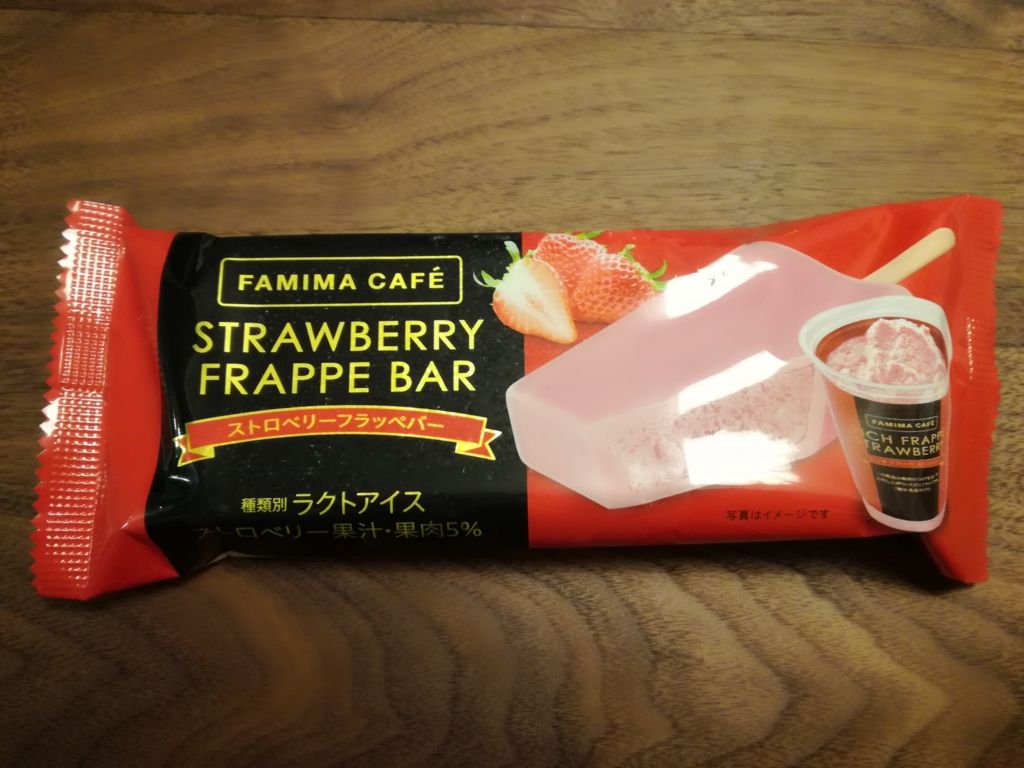 FAMIMA CAFÉ
STRAWBERRY
FRAPPE BAR
ストロベリーフラッペバー
種類別 ラクトアイス
ストロベリー果汁・果肉5%
写真はイメージです
FAMIMA CAFÉ